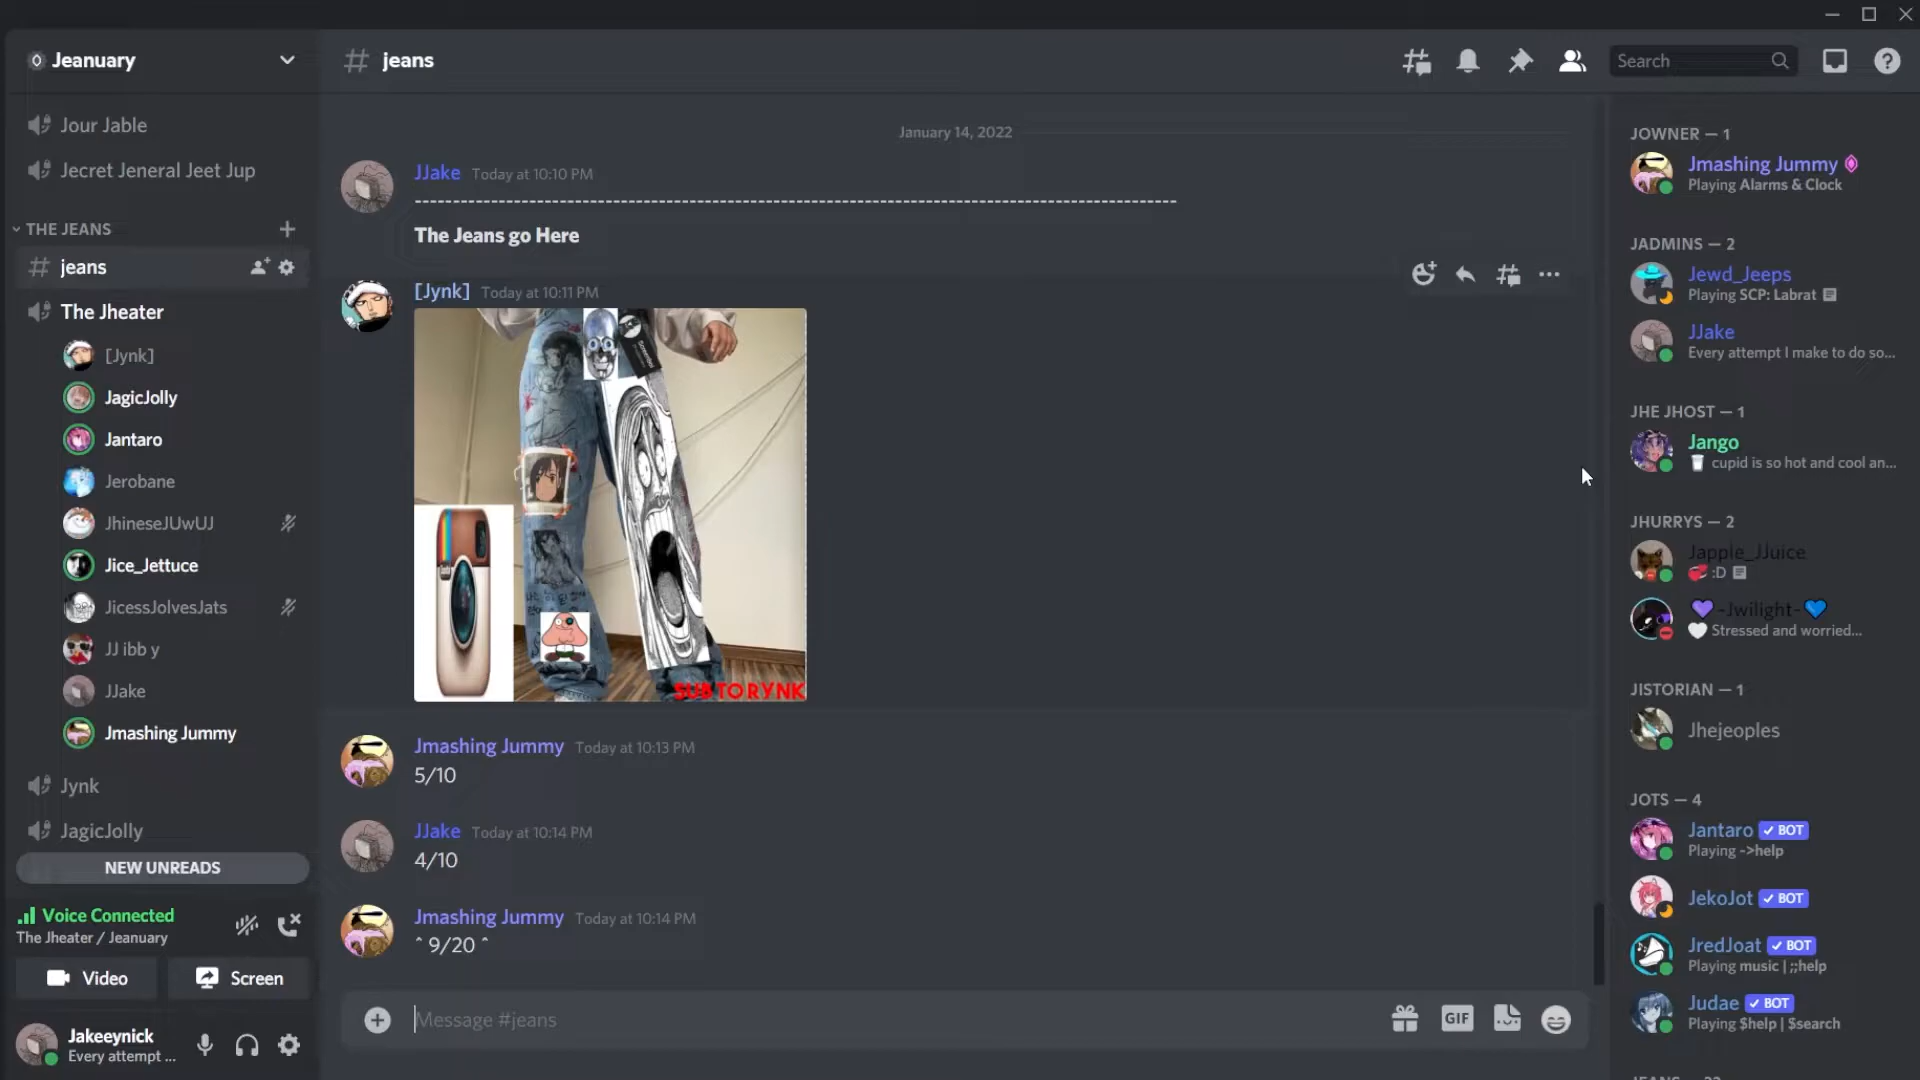 Jeanuary
Jour Jable
Jecret Jeneral Jeet Jup
THE JEANS
jeans
The Jheater
[Jynk]
JagicJolly
Jantaro
Jerobane
JhineseJUwUJ
Jice_Jettuce
JicessJolvesJats
JJ ibb y
JJake
Jmashing Jummy
Jynk
JagicJolly
NEW UNREADS
Voice Connected
The Jheater / Jeanuary
Video
Screen
Jakeeynick
Every attempt ...
# jeans
Search
January 14, 2022
JJake Today at 10:10 PM
The Jeans go Here
[Jynk] Today at 10:11 PM
SUB TO RYNK
Jmashing Jummy Today at 10:13 PM
5/10
JJake Today at 10:14 PM
4/10
Jmashing Jummy Today at 10:14 PM
^ 9/20 ^
Message #jeans
GIF
JOWNER — 1
Jmashing Jummy
Playing Alarms & Clock
JADMINS — 2
Jewd_Jeeps
Playing SCP: Labrat
JJake
Every attempt I make to do so...
JHE JHOST — 1
Jango
cupid is so hot and cool an...
JHURRYS — 2
Japple_JJuice
:D
-Jwilight-
Stressed and worried...
JISTORIAN — 1
Jhejeoples
JOTS — 4
Jantaro BOT
Playing ->help
JekoJot BOT
JredJoat BOT
Playing music | ;;help
Judae BOT
Playing $help | $search